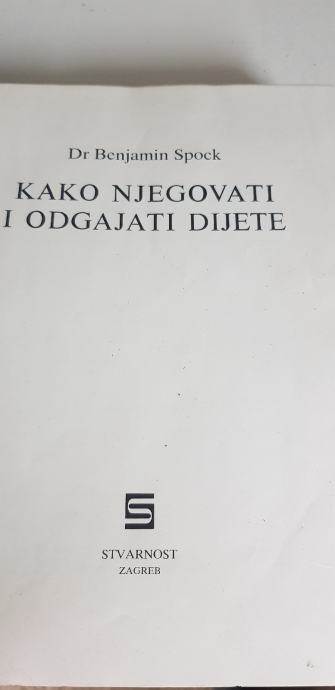 Dr Benjamin Spock
KAKO NJEGOVATI
I ODGAJATI DIJETE
STVARNOST
ZAGREB